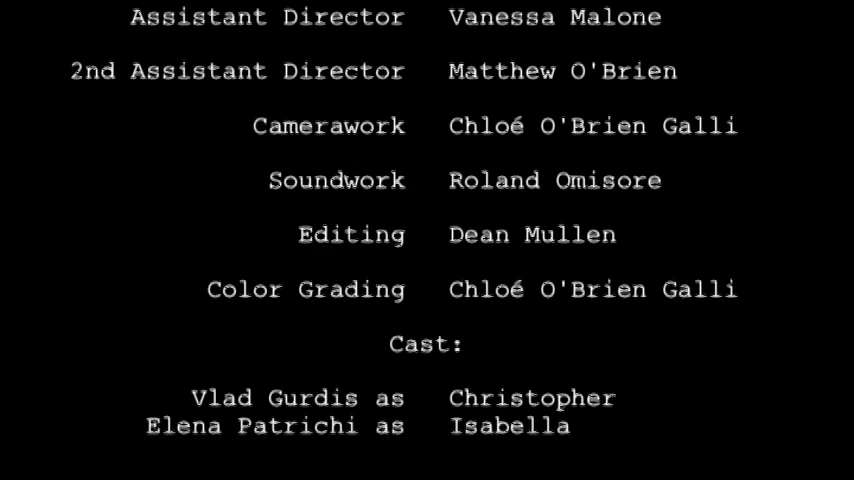 Assistant Director Vanessa Malone
2nd Assistant Director Matthew O'Brien
Camerawork Chloé O'Brien Galli
Soundwork Roland Omisore
Editing Dean Mullen
Color Grading Chloé O'Brien Galli
Cast:
Vlad Gurdis as Christopher
Elena Patrichi as Isabella